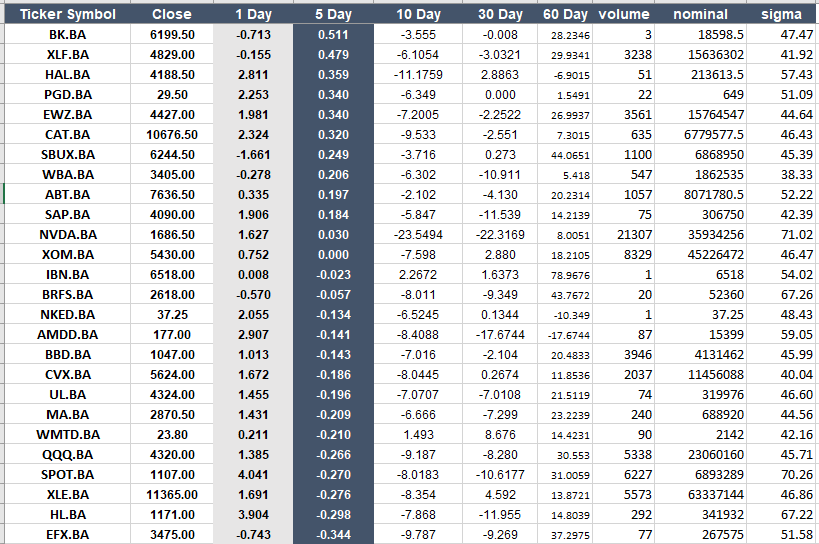 Ticker Symbol Close 1 Day 5 Day 10 Day 30 Day 60 Day volume nominal sigma
BK.BA 6199.50 -0.713 0.511 -3.555 -0.008 28.2346 3 18598.5 47.47
XLF.BA 4829.00 -0.155 0.479 -6.1054 -3.0321 29.9341 3238 15636302 41.92
HAL.BA 4188.50 2.811 0.359 -11.1759 2.8863 -6.9015 51 213613.5 57.43
PGD.BA 29.50 2.253 0.340 -6.349 0.000 1.5491 22 649 51.09
EWZ.BA 4427.00 1.981 0.340 -7.2005 -2.2522 26.9937 3561 15764547 44.64
CAT.BA 10676.50 2.324 0.320 -9.533 -2.551 7.3015 635 6779577.5 46.43
SBUX.BA 6244.50 -1.661 0.249 -3.716 0.273 44.0651 1100 6868950 45.39
WBA.BA 3405.00 -0.278 0.206 -6.302 -10.911 5.418 547 1862535 38.33
ABT.BA 7636.50 0.335 0.197 -2.102 -4.130 20.2314 1057 8071780.5 52.22
SAP.BA 4090.00 1.906 0.184 -5.847 -11.539 14.2139 75 306750 42.39
NVDA.BA 1686.50 1.627 0.030 -23.5494 -22.3169 8.0051 21307 35934256 71.02
XOM.BA 5430.00 0.752 0.000 -7.598 2.880 18.2105 8329 45226472 46.47
IBN.BA 6518.00 0.008 -0.023 2.2672 1.6373 78.9676 1 6518 54.02
BRFS.BA 2618.00 -0.570 -0.057 -8.011 -9.349 43.7672 20 52360 67.26
NKED.BA 37.25 2.055 -0.134 -6.5245 0.1344 -10.349 1 37.25 48.43
AMDD.BA 177.00 2.907 -0.141 -8.4088 -17.6744 -17.6744 87 15399 59.05
BBD.BA 1047.00 1.013 -0.143 -7.016 -2.104 20.4833 3946 4131462 45.99
CVX.BA 5624.00 1.672 -0.186 -8.0445 0.2674 11.8536 2037 11456088 40.04
UL.BA 4324.00 1.455 -0.196 -7.0707 -7.0108 21.5119 74 319976 46.60
MA.BA 2870.50 1.431 -0.209 -6.666 -7.299 23.2239 240 688920 44.56
WMTD.BA 23.80 0.211 -0.210 1.493 8.676 14.4231 90 2142 42.16
QQQ.BA 4320.00 1.385 -0.266 -9.187 -8.280 30.553 5338 23060160 45.71
SPOT.BA 1107.00 4.041 -0.270 -8.0183 -10.6177 31.0059 6227 6893289 70.26
XLE.BA 11365.00 1.691 -0.276 -8.354 4.592 13.8721 5573 63337144 46.86
HL.BA 1171.00 3.904 -0.298 -7.868 -11.955 14.8039 292 341932 67.22
EFX.BA 3475.00 -0.743 -0.344 -9.787 -9.269 37.2975 77 267575 51.58